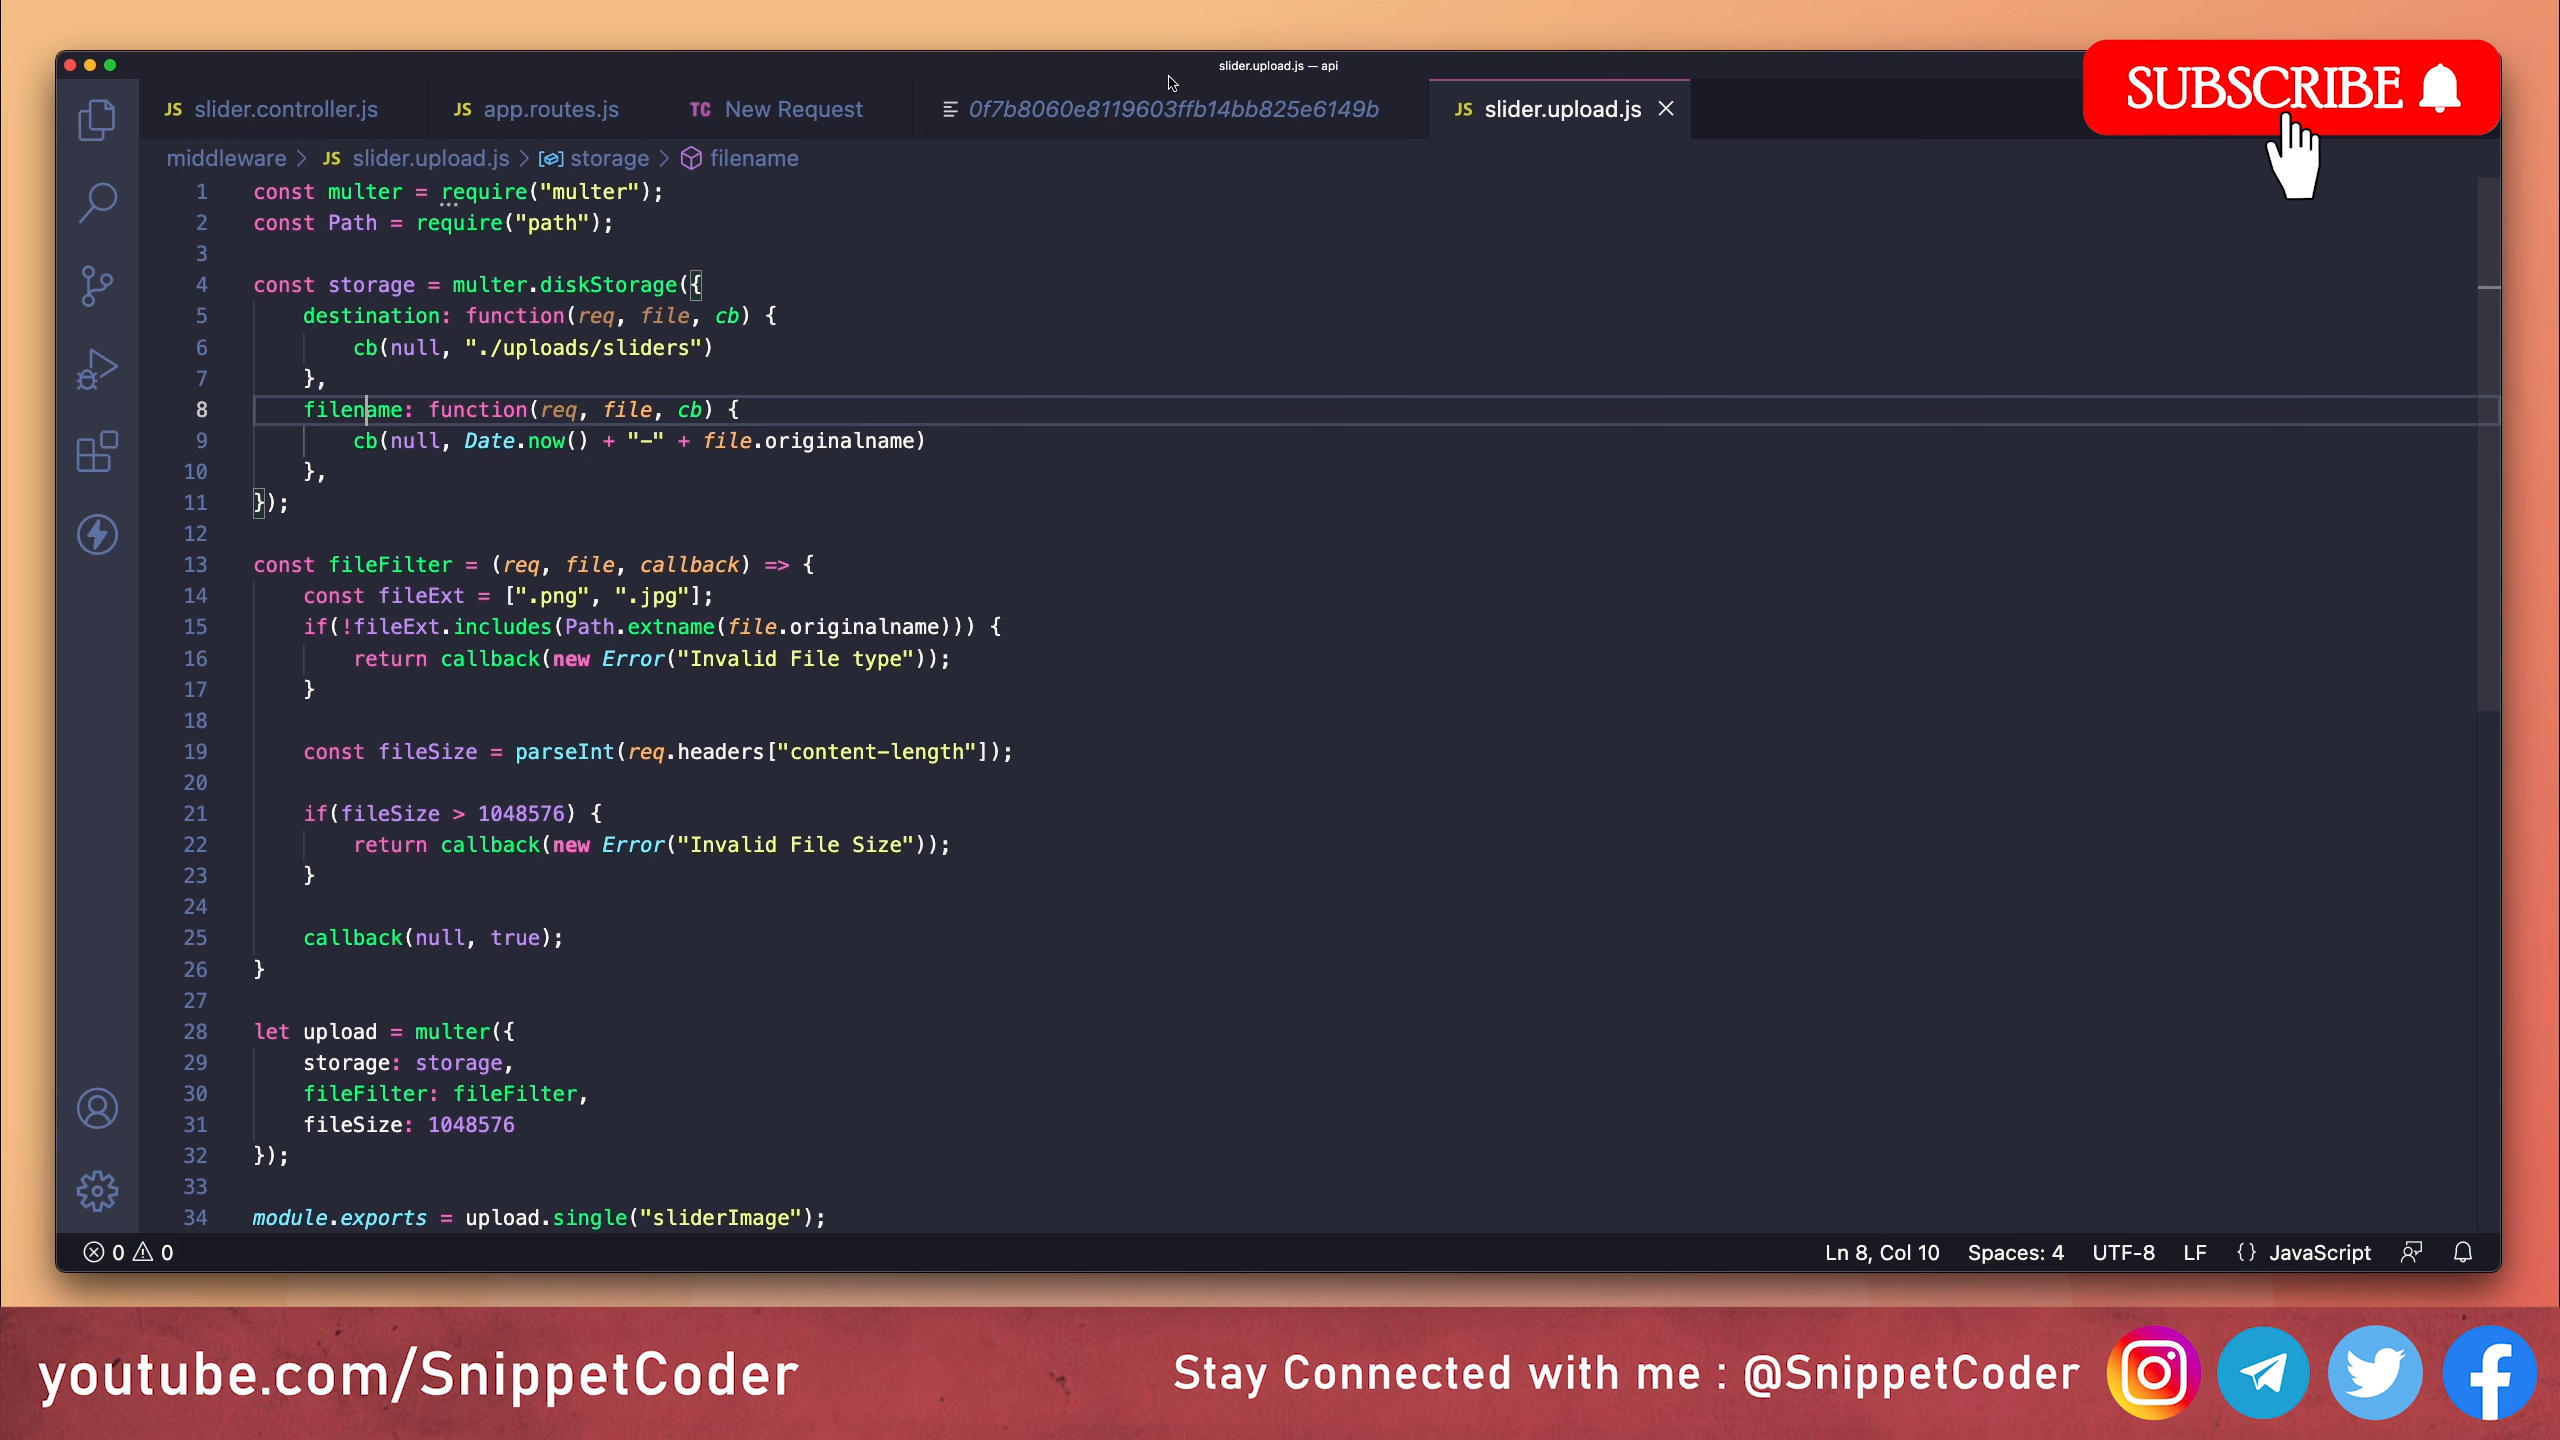 slider.upload.js — api
SUBSCRIBE
JS slider.controller.js
JS app.routes.js
TC New Request
0f7b8060e8119603ffb14bb825e6149b
JS slider.upload.js
middleware > JS slider.upload.js > storage > filename
1 const multer = require("multer");
2 const Path = require("path");
3
4 const storage = multer.diskStorage({
5 destination: function(req, file, cb) {
6 cb(null, "./uploads/sliders")
7 },
8 filename: function(req, file, cb) {
9 cb(null, Date.now() + "-" + file.originalname)
10 },
11 });
12
13 const fileFilter = (req, file, callback) => {
14 const fileExt = [".png", ".jpg"];
15 if(!fileExt.includes(Path.extname(file.originalname))) {
16 return callback(new Error("Invalid File type"));
17 }
18
19 const fileSize = parseInt(req.headers["content-length"]);
20
21 if(fileSize > 1048576) {
22 return callback(new Error("Invalid File Size"));
23 }
24
25 callback(null, true);
26 }
27
28 let upload = multer({
29 storage: storage,
30 fileFilter: fileFilter,
31 fileSize: 1048576
32 });
33
34 module.exports = upload.single("sliderImage");
0 0
Ln 8, Col 10 Spaces: 4 UTF-8 LF {} JavaScript
youtube.com/SnippetCoder
Stay Connected with me : @SnippetCoder